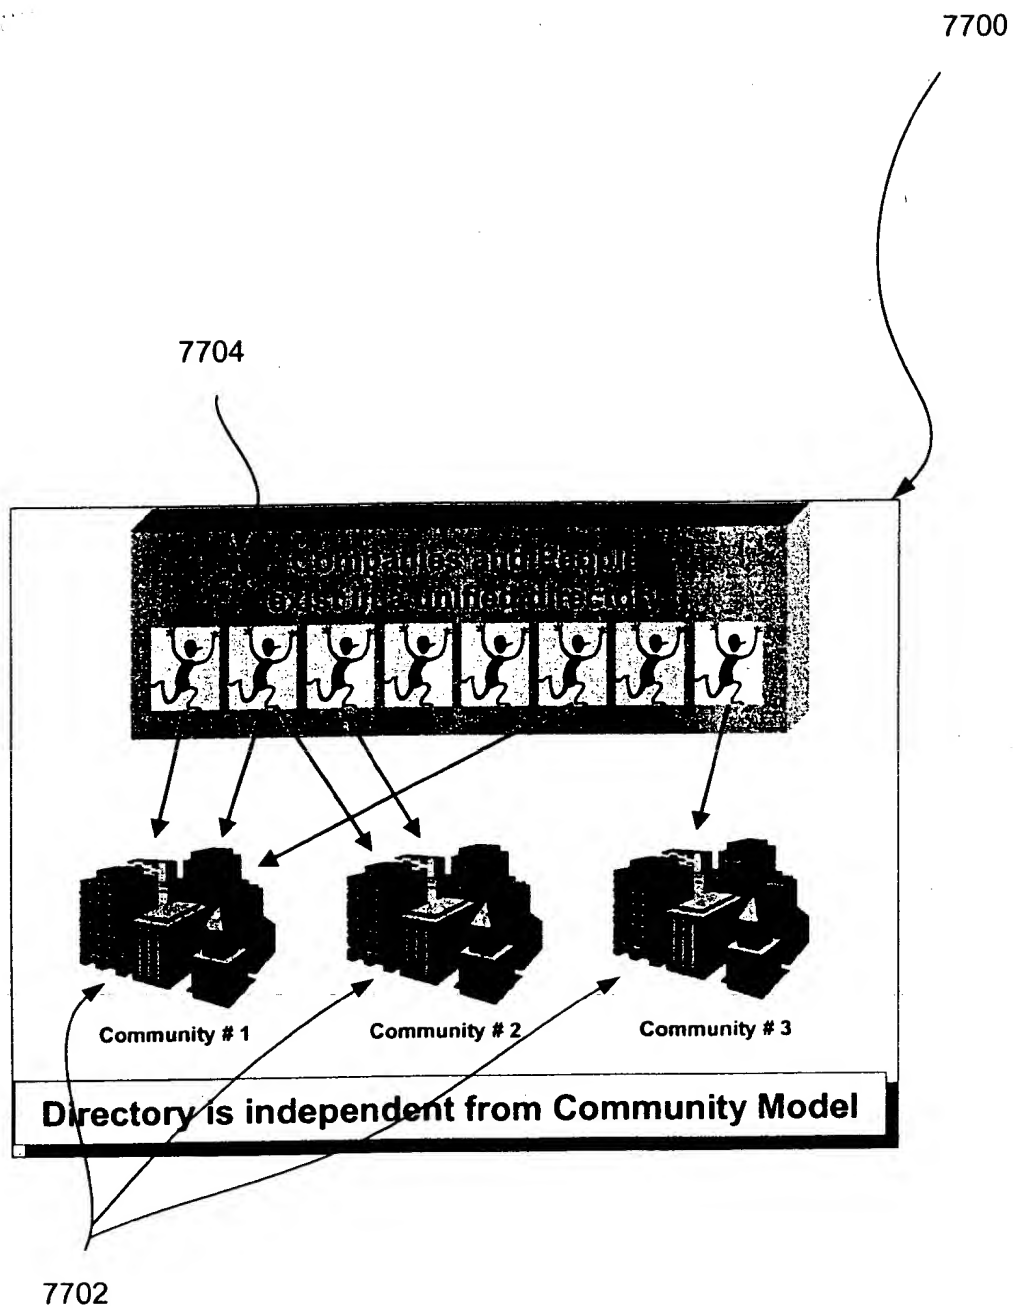 7700
7704
Companies and People
exist in a unified directory
Community # 1
Community # 2
Community # 3
Directory is independent from Community Model
7702